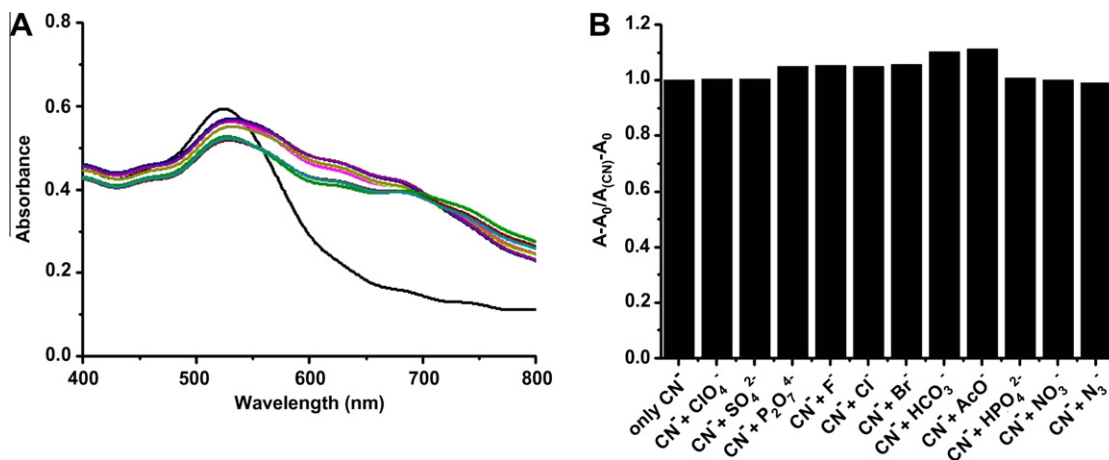 A
0.8
0.6
0.4
0.2
0.0
Absorbance
400 500 600 700 800
Wavelength (nm)
B
1.2
1.0
0.8
0.6
0.4
1.2
0.0
A-A₀/A₍CN₎-A₀
only CN⁻
CN⁻+ ClO₄⁻
CN⁻+ SO₄²⁻
CN⁻+ P₂O₇⁴⁻
CN⁻+ F⁻
CN⁻+ Cl⁻
CN⁻+ Br⁻
CN⁻+ HCO₃⁻
CN⁻+ AcO⁻
CN⁻+ HPO₄²⁻
CN⁻+ NO₃⁻
CN⁻+ N₃⁻